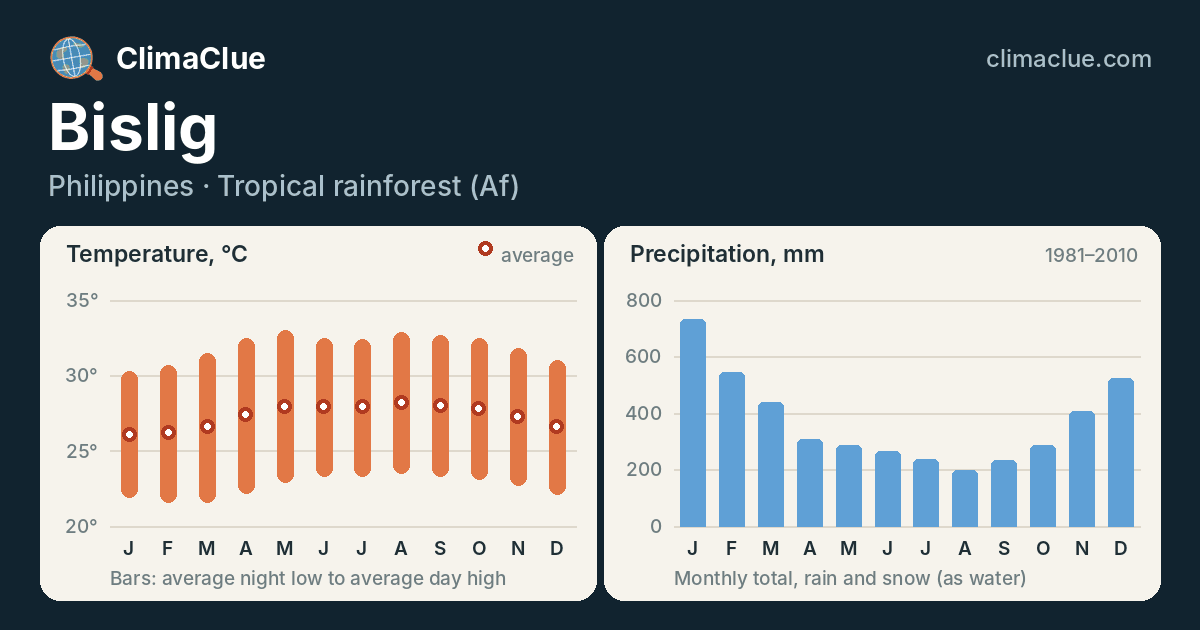 ClimaClue
climaclue.com
Bislig
Philippines · Tropical rainforest (Af)
Temperature, °C
average
35°
30°
25°
20°
J F M A M J J A S O N D
Bars: average night low to average day high
Precipitation, mm
1981–2010
800
600
400
200
0
J F M A M J J A S O N D
Monthly total, rain and snow (as water)